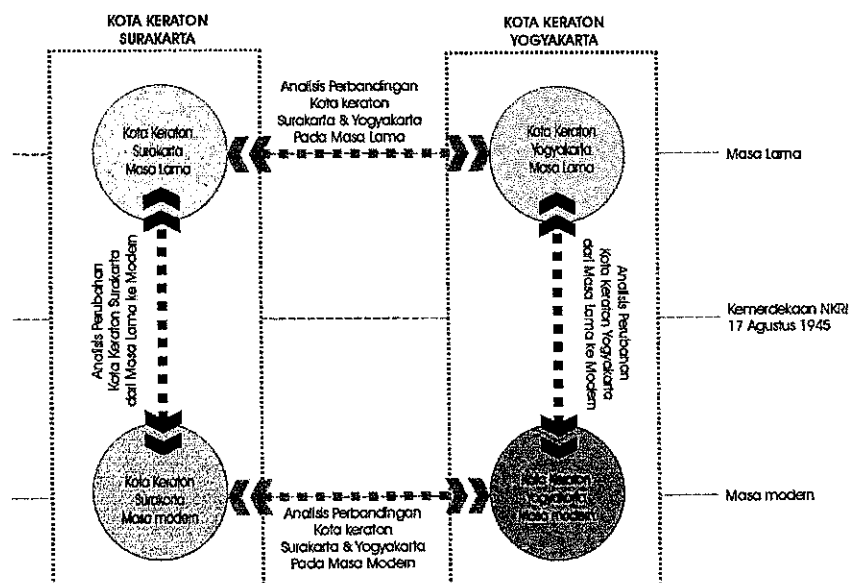 KOTA KERATON
SURAKARTA
KOTA KERATON
YOGYAKARTA
Analisis Perbandingan
Kota keraton
Surakarta & Yogyakarta
Pada Masa Lama
Kota Keraton
Surakarta
Masa Lama
Kota Keraton
Yogyakarta
Masa Lama
Masa Lama
Analisis Perubahan
Kota Keraton Surakarta
dari Masa Lama ke Modern
Analisis Perubahan
Kota Keraton Yogyakarta
dari Masa Lama ke Modern
Kemerdekaan NKRI
17 Agustus 1945
Kota Keraton
Surakarta
Masa modern
Kota Keraton
Yogyakarta
Masa modern
Masa modern
Analisis Perbandingan
Kota keraton
Surakarta & Yogyakarta
Pada Masa Modern